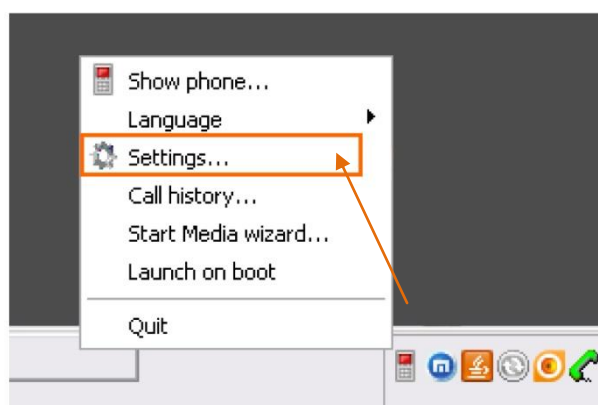 Show phone...
Language
Settings...
Call history...
Start Media wizard...
Launch on boot
Quit